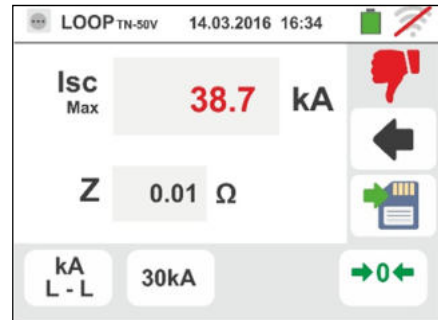 LOOP TN-50V 14.03.2016 16:34
Isc
Max
38.7 kA
Z 0.01 Ω
kA
L - L
30kA
→0←